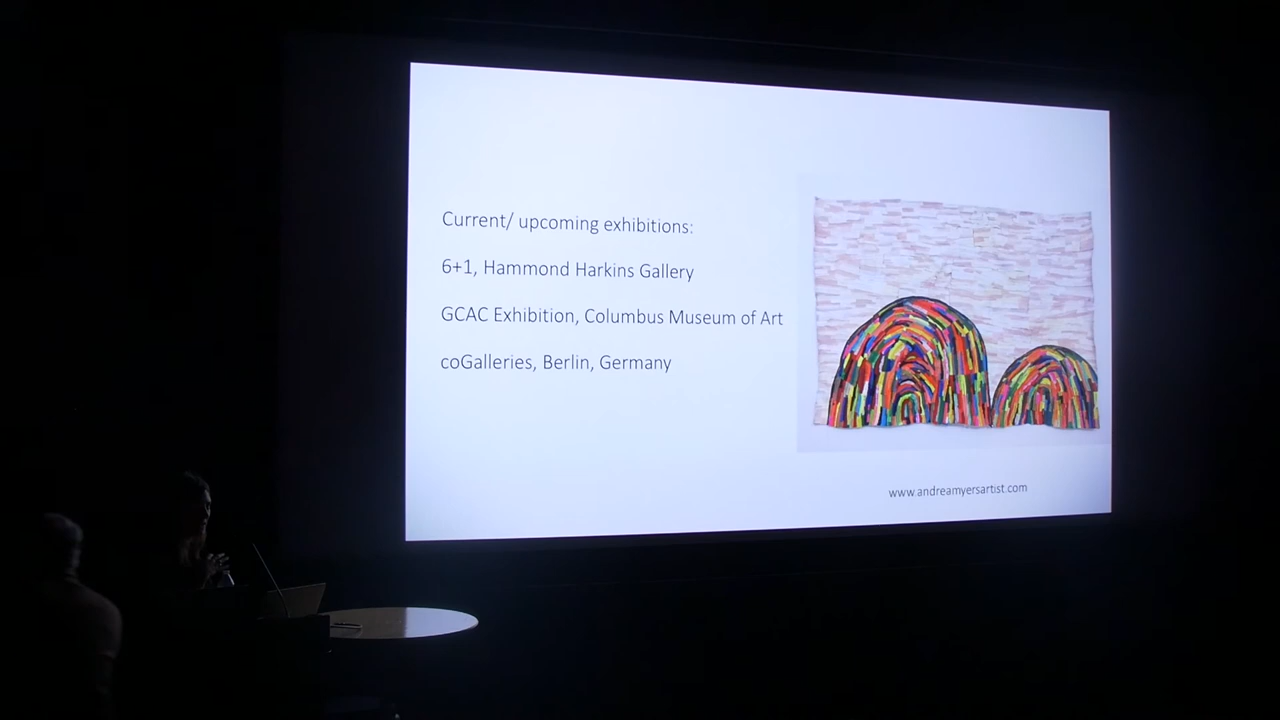 Current/ upcoming exhibitions:
6+1, Hammond Harkins Gallery
GCAC Exhibition, Columbus Museum of Art
coGalleries, Berlin, Germany
www.andreamyersartist.com